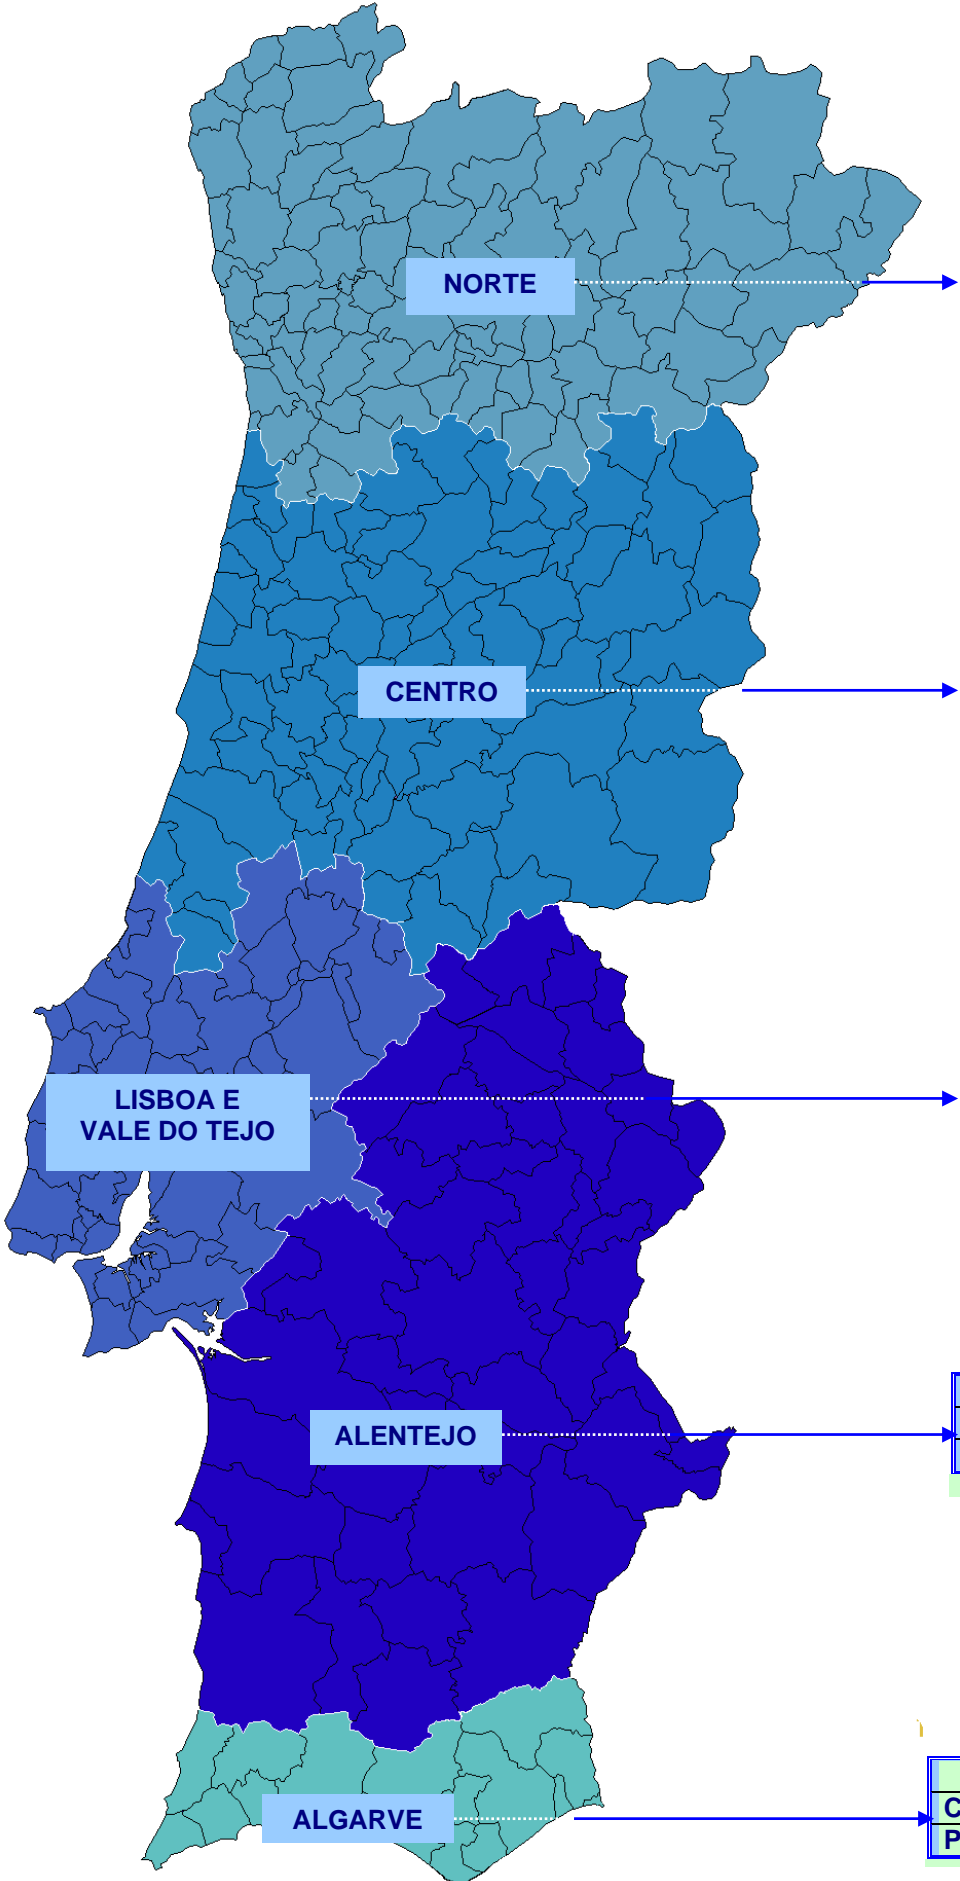 NORTE
CENTRO
LISBOA E
VALE DO TEJO
ALENTEJO
ALGARVE
C
P